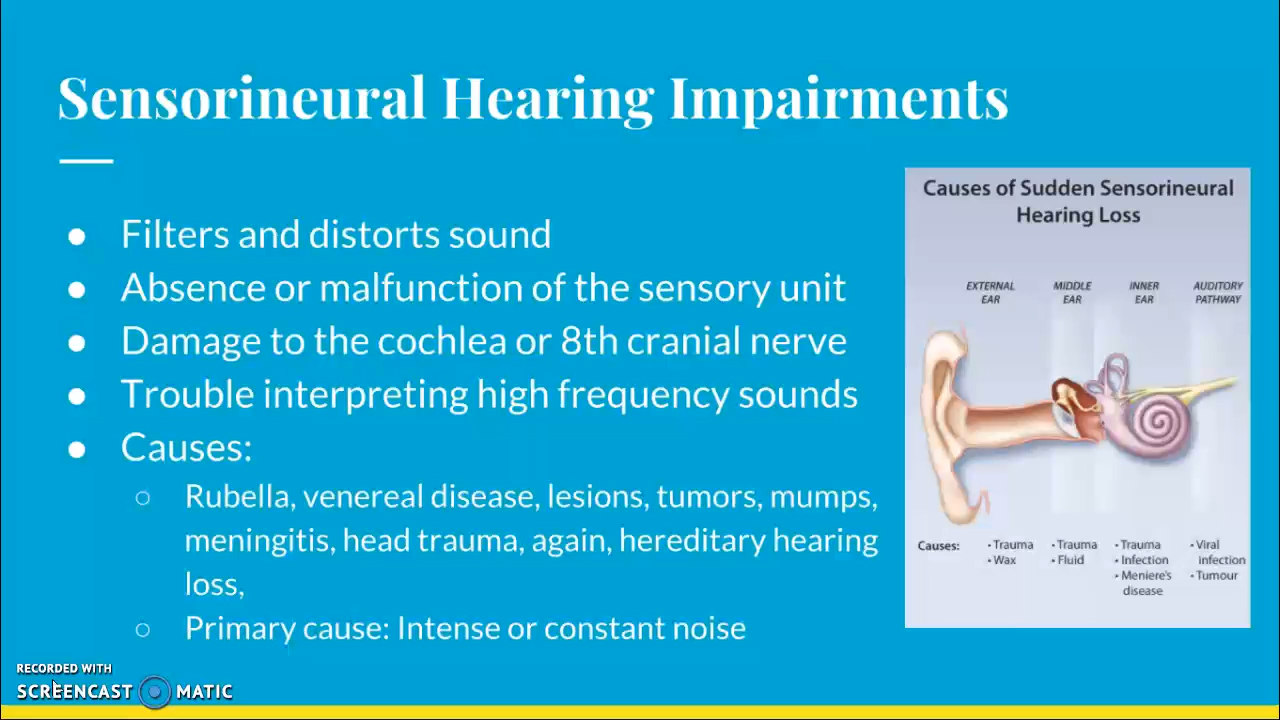 Sensorineural Hearing Impairments
● Filters and distorts sound
● Absence or malfunction of the sensory unit
● Damage to the cochlea or 8th cranial nerve
● Trouble interpreting high frequency sounds
● Causes:
○ Rubella, venereal disease, lesions, tumors, mumps,
meningitis, head trauma, again, hereditary hearing
loss,
○ Primary cause: Intense or constant noise
Causes of Sudden Sensorineural
Hearing Loss
EXTERNAL EAR
MIDDLE EAR
INNER EAR
AUDITORY PATHWAY
Causes:
• Trauma
• Wax
• Trauma
• Fluid
• Trauma
• Infection
• Meniere's
disease
• Viral
infection
• Tumour
RECORDED WITH
SCREENCAST MATIC